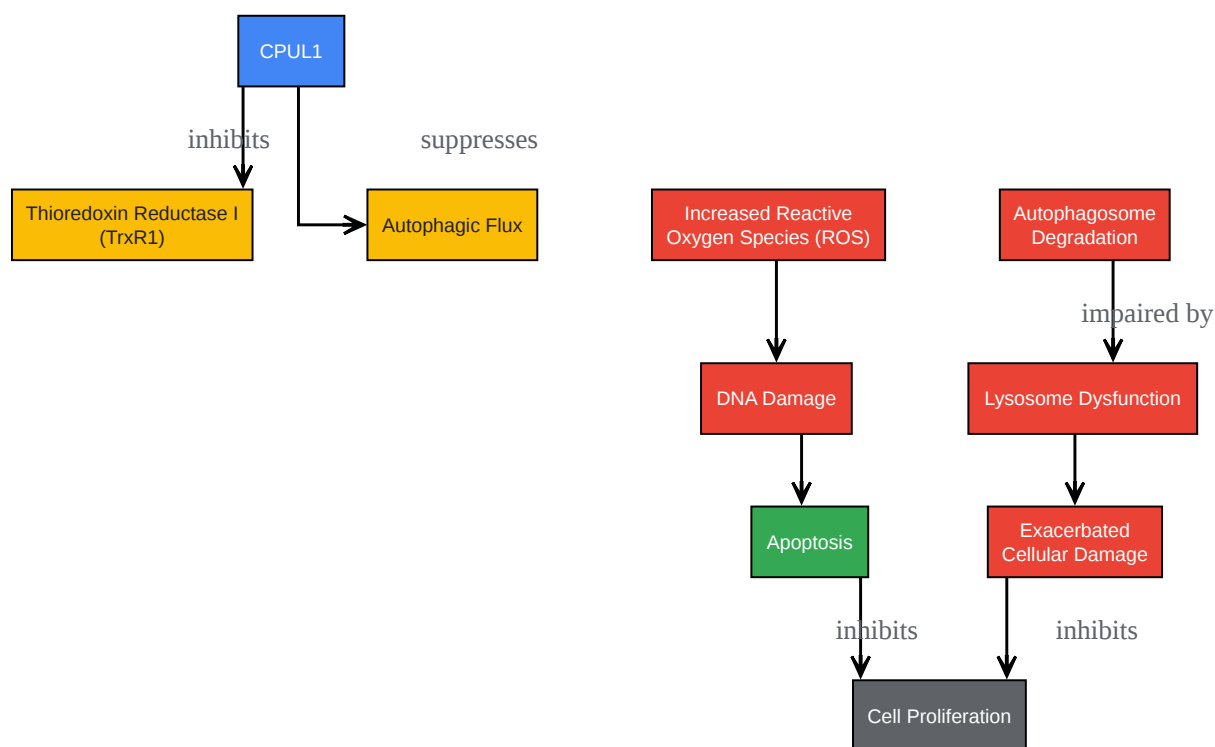 CPUL1
inhibits
suppresses
Thioredoxin Reductase I
(TrxR1)
Autophagic Flux
Increased Reactive
Oxygen Species (ROS)
Autophagosome
Degradation
impaired by
DNA Damage
Lysosome Dysfunction
Apoptosis
Exacerbated
Cellular Damage
inhibits
inhibits
Cell Proliferation